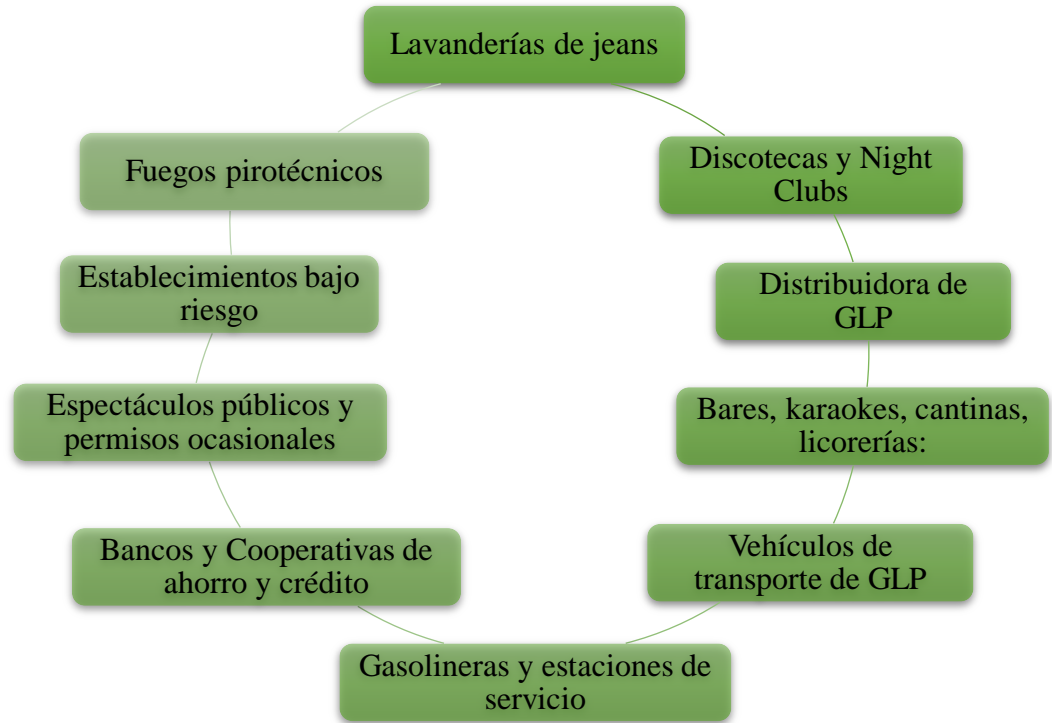 Lavanderías de jeans
Discotecas y Night
Clubs
Distribuidora de
GLP
Bares, karaokes, cantinas,
licorerías:
Vehículos de
transporte de GLP
Gasolineras y estaciones de
servicio
Bancos y Cooperativas de
ahorro y crédito
Espectáculos públicos y
permisos ocasionales
Establecimientos bajo
riesgo
Fuegos pirotécnicos